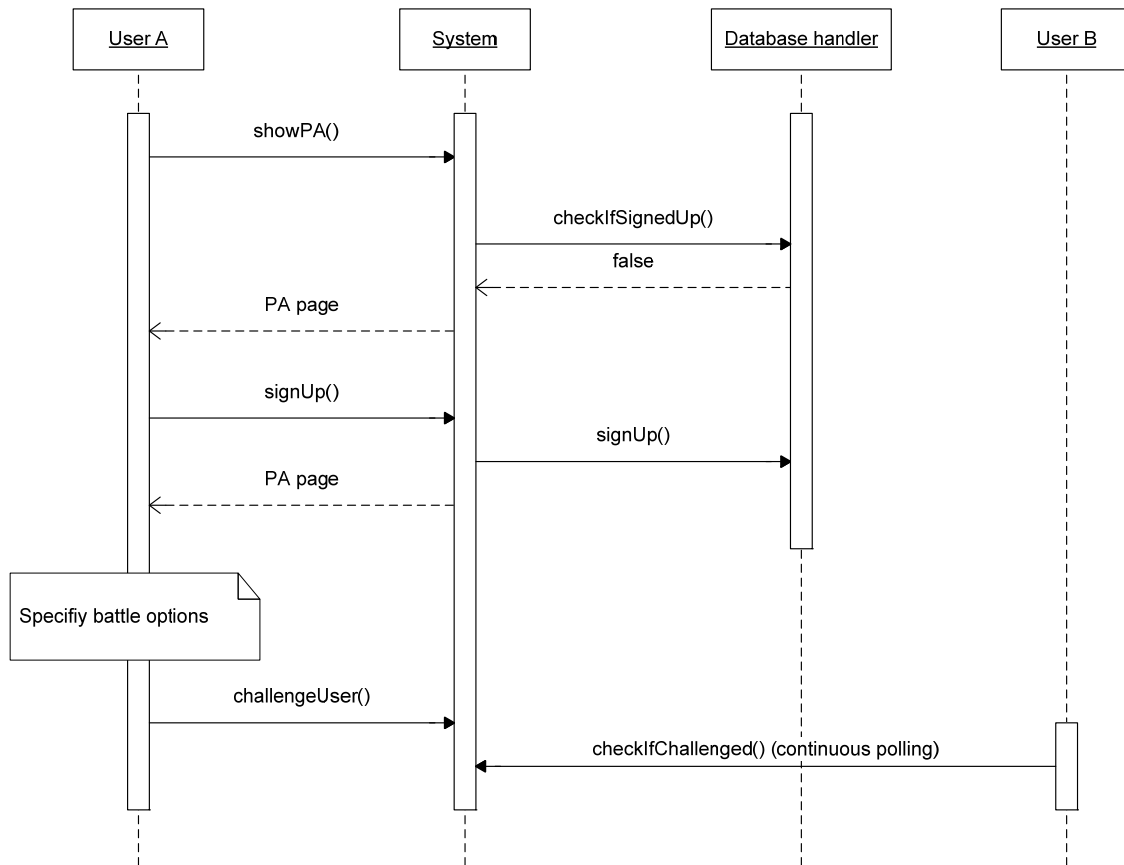 User A
System
Database handler
User B
showPA()
checkIfSignedUp()
false
PA page
signUp()
signUp()
PA page
Specifiy battle options
challengeUser()
checkIfChallenged() (continuous polling)